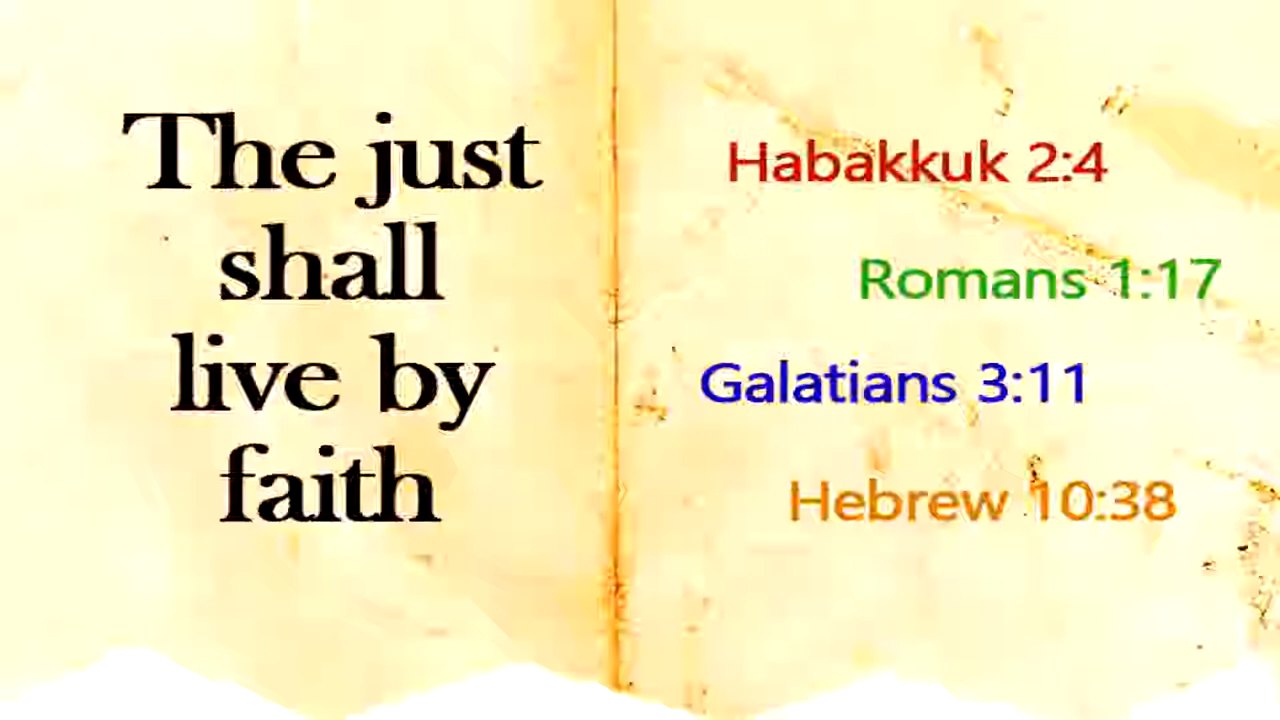 The just
shall
live by
faith
Habakkuk 2:4
Romans 1:17
Galatians 3:11
Hebrew 10:38